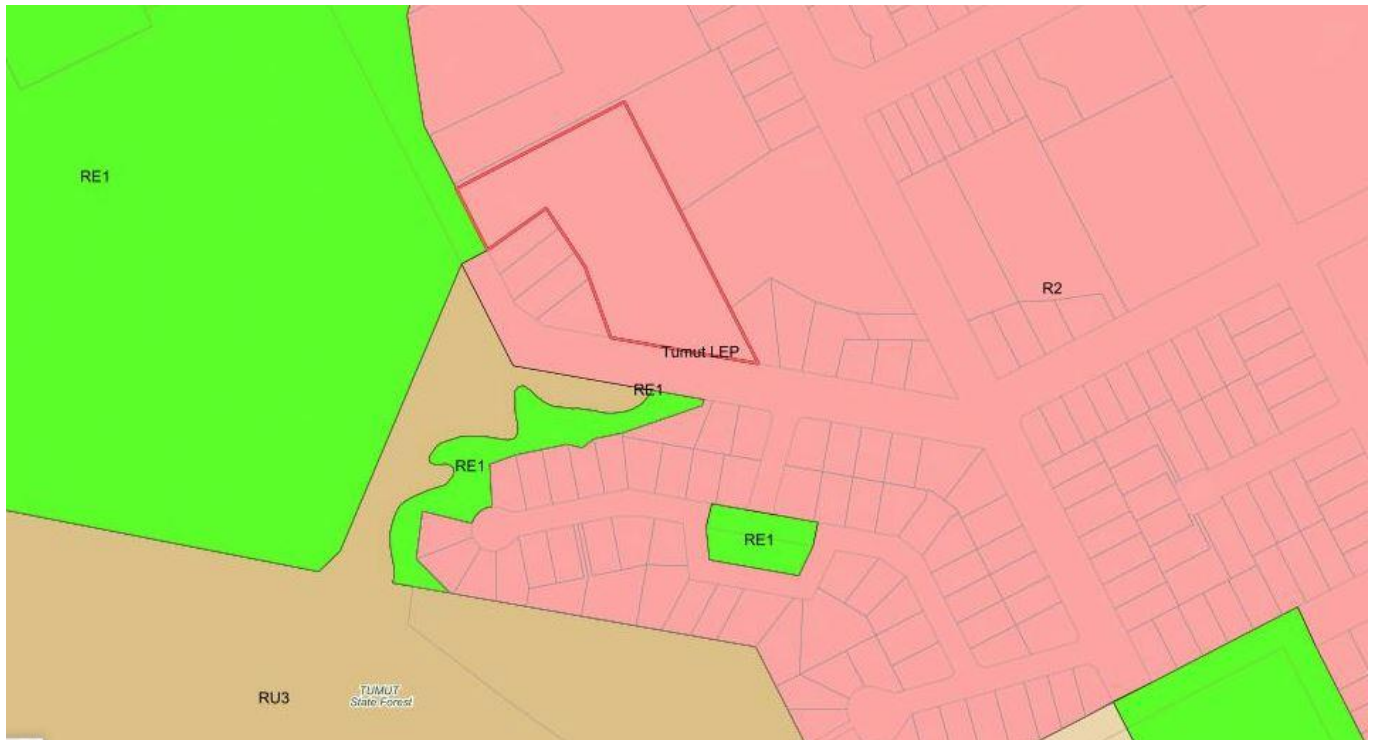 RE1
R2
Tumut LEP
RE1
RE1
RE1
RU3
TUMUT
State Forest